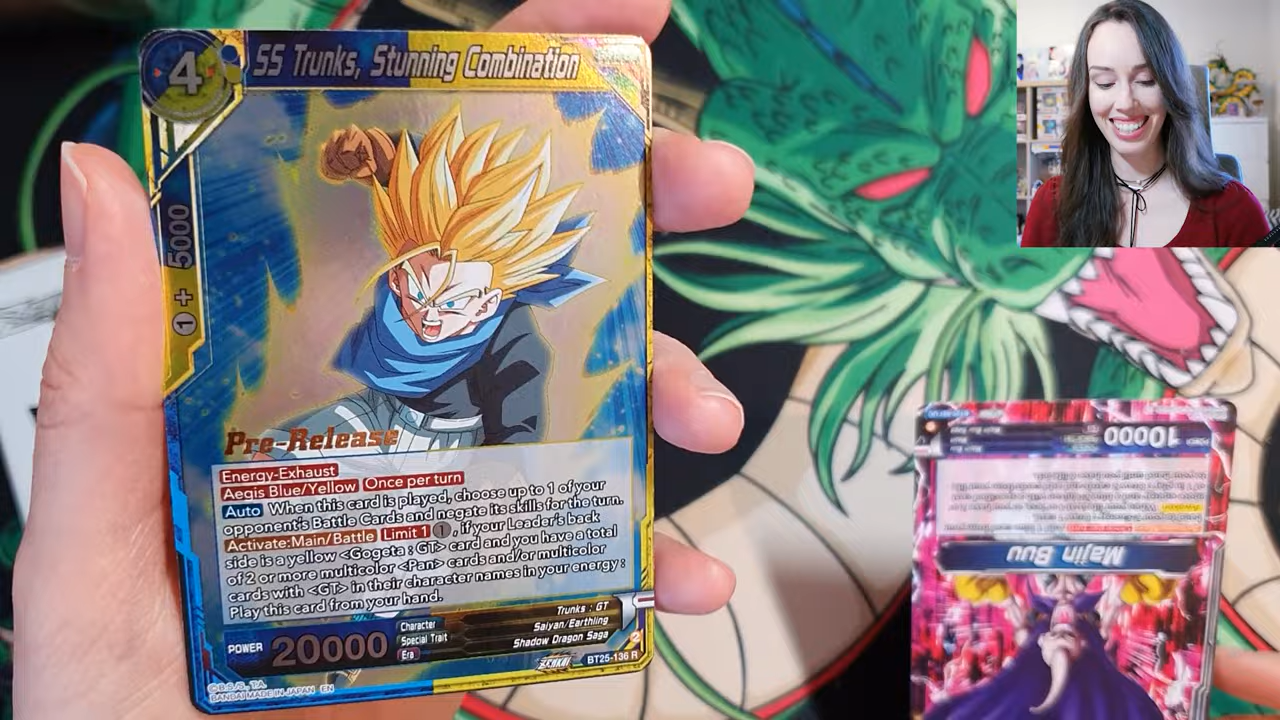 4
SS Trunks, Stunning Combination
5000
1 +
Pre-Release
Energy-Exhaust
Aegis Blue/Yellow Once per turn
Auto When this card is played, choose up to 1 of your
opponent's Battle Cards and negate its skills for the turn.
Activate:Main/Battle Limit 1 1, if your Leader's back
side is a yellow <Gogeta : GT> card and you have a total
of 2 or more multicolor <Pan> cards and/or multicolor
cards with <GT> in their character names in your energy :
Play this card from your hand.
POWER 20000
Character Trunks : GT
Special Trait Saiyan/Earthling
Era Shadow Dragon Saga
BT25-136 R
©B.S./S., T.A.
BANDAI MADE IN JAPAN EN
10000
Majin Buu